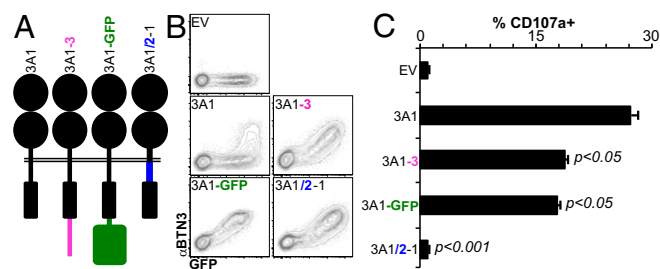 A
3A1
3A1-3
3A1-GFP
3A1/2-1
B
EV
3A1
3A1-3
3A1-GFP
3A1/2-1
αBTN3
GFP
C
% CD107a+
0 15 30
EV
3A1
3A1-3 p<0.05
3A1-GFP p<0.05
3A1/2-1 p<0.001